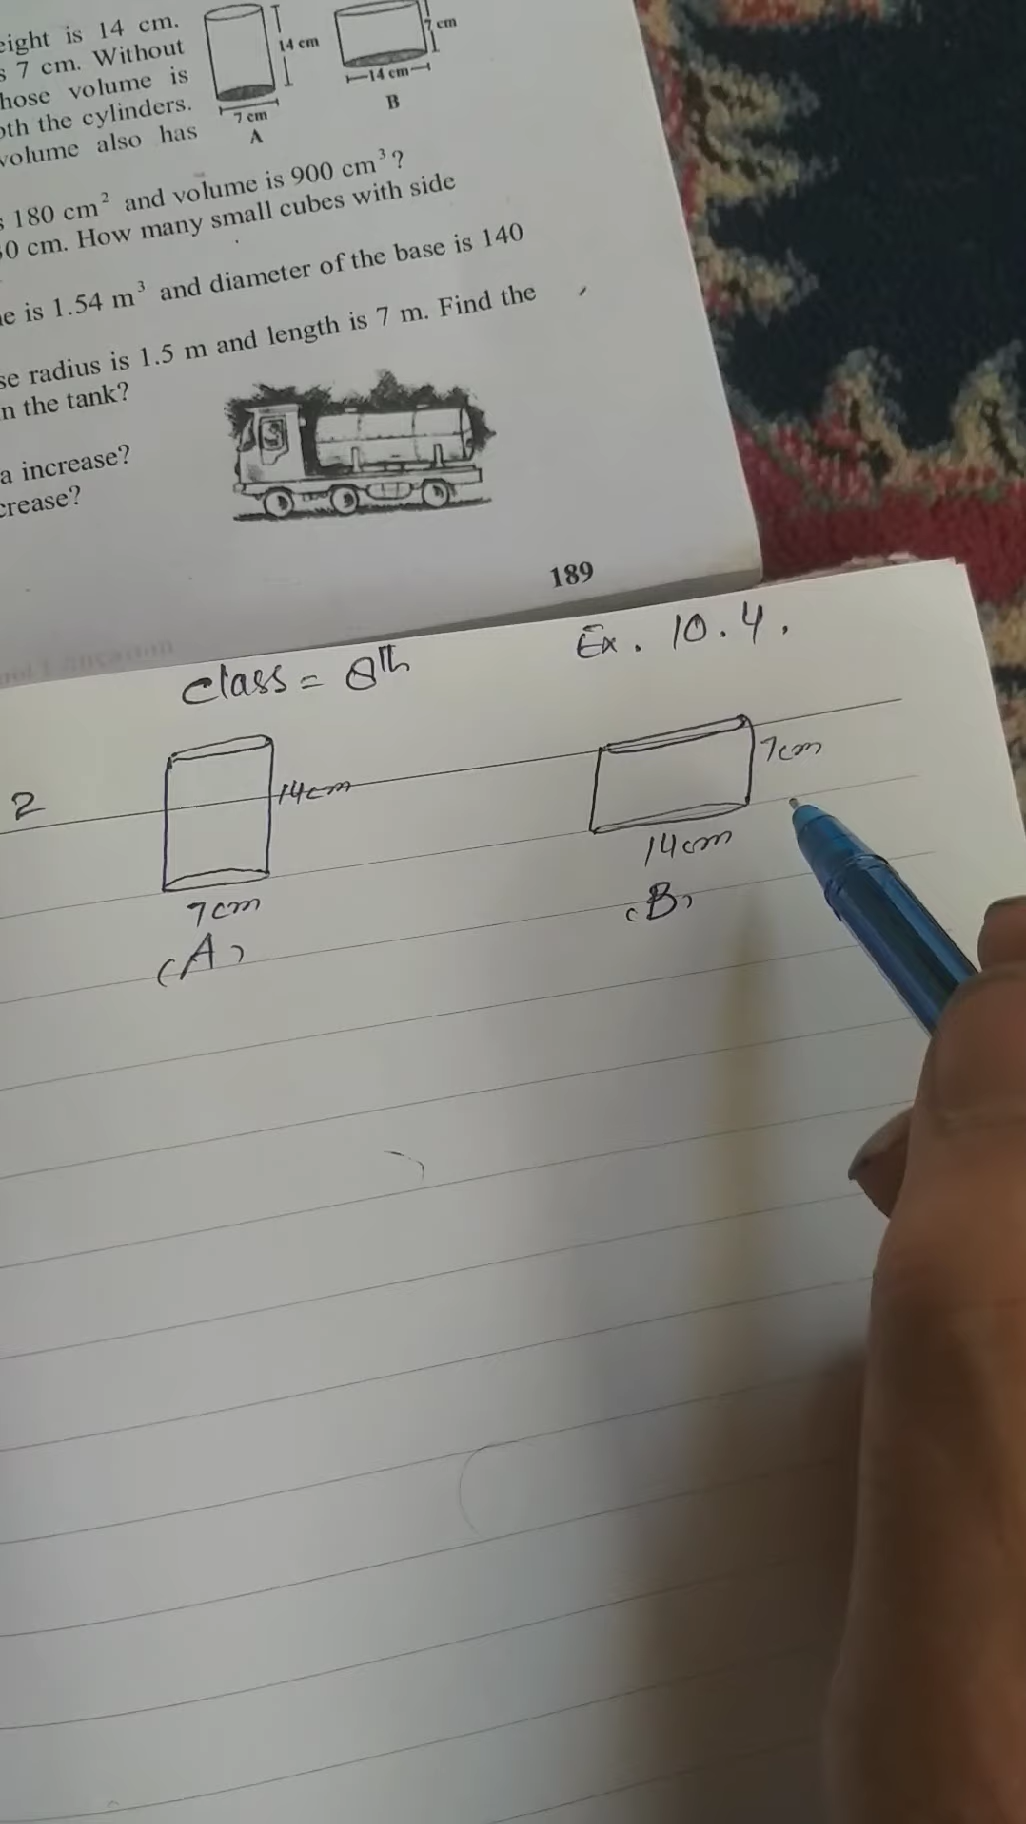 eight is 14 cm.
s 7 cm. Without
hose volume is
oth the cylinders.
volume also has
14 cm
7 cm
A
7 cm
14 cm
B
s 180 cm² and volume is 900 cm³?
30 cm. How many small cubes with side
ne is 1.54 m³ and diameter of the base is 140
se radius is 1.5 m and length is 7 m. Find the
n the tank?
a increase?
crease?
189
Class = 8th
Ex. 10.4.
2
14cm
7cm
(A)
7cm
14cm
(B)